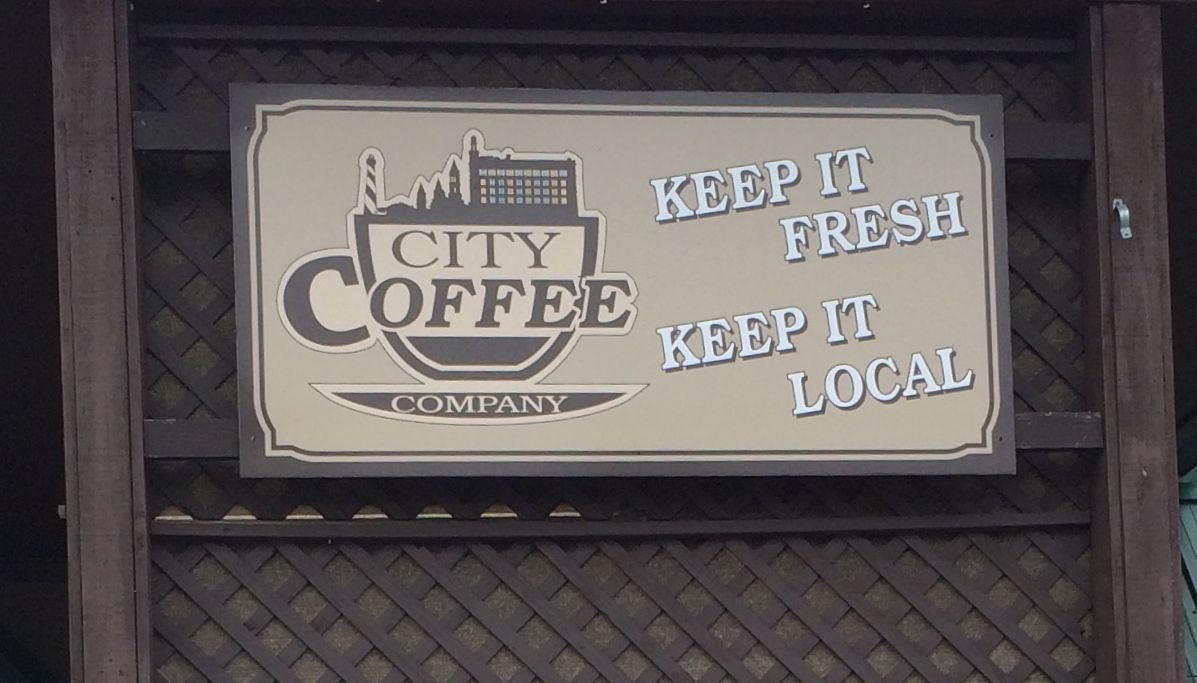 CITY
COFFEE
COMPANY
KEEP IT
FRESH
KEEP IT
LOCAL